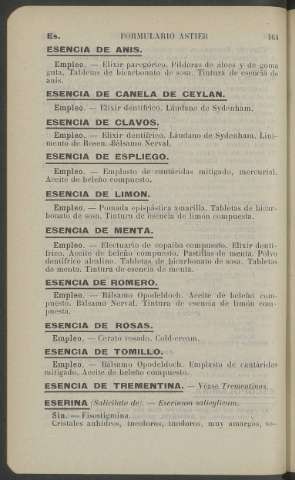 Es. FORMULARIO ASTIER 161
ESENCIA DE ANIS.
Empleo. — Elixir paregórico. Píldoras de aloes y de goma
guta. Tabletas de bicarbonato de sosa. Tintura de esencia de
anís.
ESENCIA DE CANELA DE CEYLAN.
Empleo. — Elixir dentífrico. Láudano de Sydenham.
ESENCIA DE CLAVOS.
Empleo. — Elixir dentífrico. Láudano de Sydenham. Lini-
mento de Rosen. Bálsamo Nerval.
ESENCIA DE ESPLIEGO.
Empleo. — Emplasto de cantáridas mitigado, mercurial.
Aceite de beleño compuesto.
ESENCIA DE LIMON.
Empleo. — Pomada epispástica amarilla. Tabletas de bicar-
bonato de sosa. Tintura de esencia de limón compuesta.
ESENCIA DE MENTA.
Empleo. — Electuario de copaiba compuesto. Elixir dentí-
frico. Aceite de beleño compuesto. Pastillas de menta. Polvo
dentífrico alcalino. Tabletas de bicarbonato de sosa. Tabletas
de menta. Tintura de esencia de menta.
ESENCIA DE ROMERO.
Empleo. — Bálsamo Opodeldoch. Aceite de beleño com-
puesto. Bálsamo Nerval. Tintura de esencia de limón com-
puesta.
ESENCIA DE ROSAS.
Empleo. — Cerato rosado. Cold-cream.
ESENCIA DE TOMILLO.
Empleo. — Bálsamo Opodeldoch. Emplasto de cantáridas
mitigado. Aceite de beleño compuesto.
ESENCIA DE TREMENTINA. — Véase Trementinas.
ESERINA (Salicilato de). — Eserinum salicylicum.
Sin. — Fisostigmina.
Cristales anhidros, incoloros, inodoros, muy amargos, so-